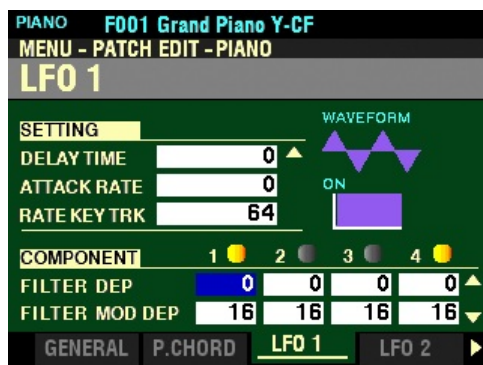 PIANO F001 Grand Piano Y-CF
MENU - PATCH EDIT - PIANO
LFO 1
SETTING
WAVEFORM
DELAY TIME 0
ATTACK RATE 0
ON
RATE KEY TRK 64
COMPONENT 1 2 3 4
FILTER DEP 0 0 0 0
FILTER MOD DEP 16 16 16 16
GENERAL P.CHORD LFO 1 LFO 2